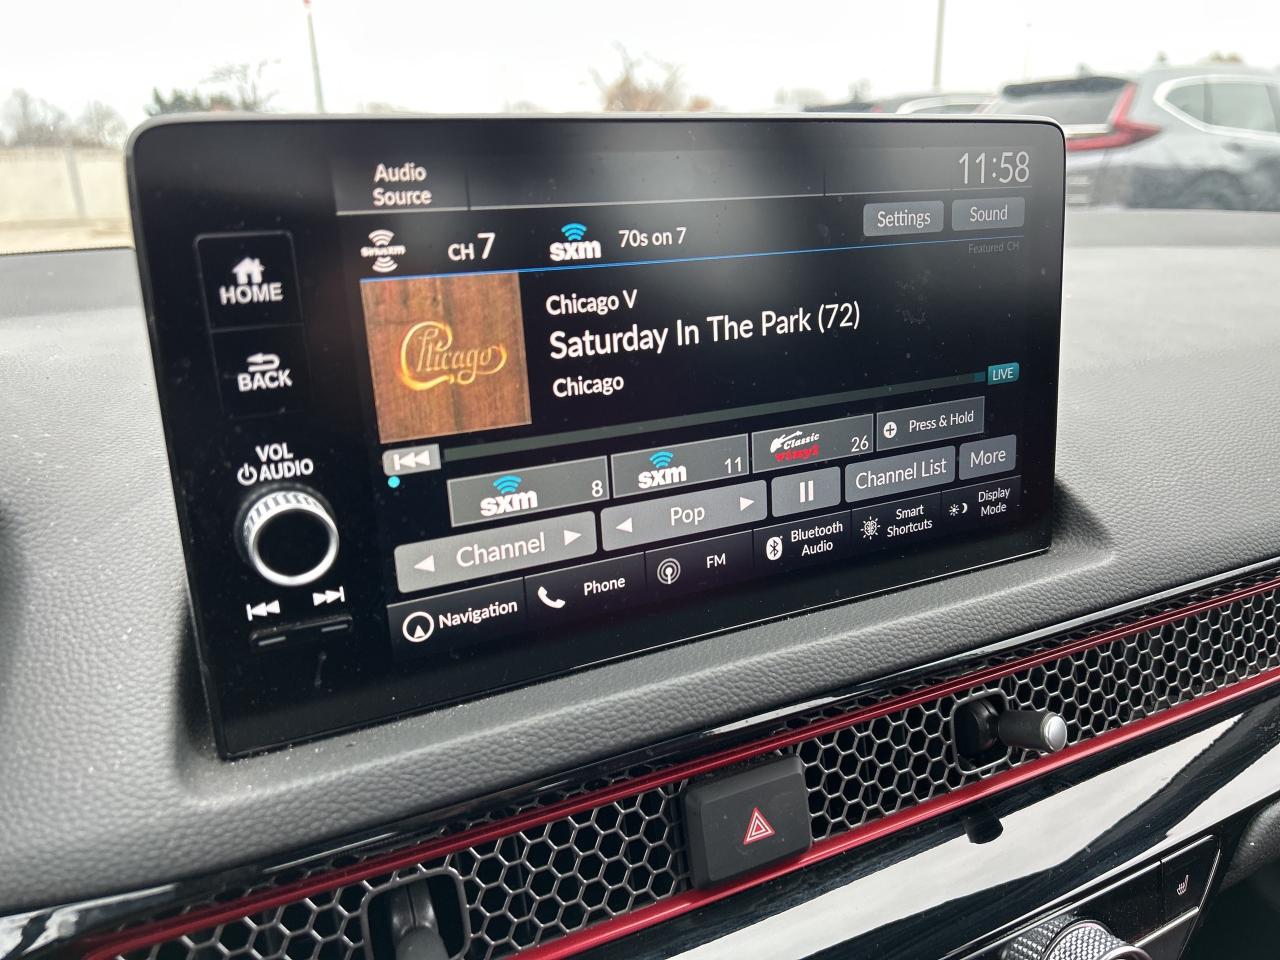 Audio
Source
11:58
siriusxm
CH 7
sxm
70s on 7
Settings
Sound
Featured CH
HOME
BACK
VOL
AUDIO
Chicago
Chicago V
Saturday In The Park (72)
Chicago
LIVE
sxm
8
sxm
11
Classic
26
Press & Hold
Channel
Pop
Channel List
More
Navigation
Phone
FM
Bluetooth
Audio
Smart
Shortcuts
Display
Mode